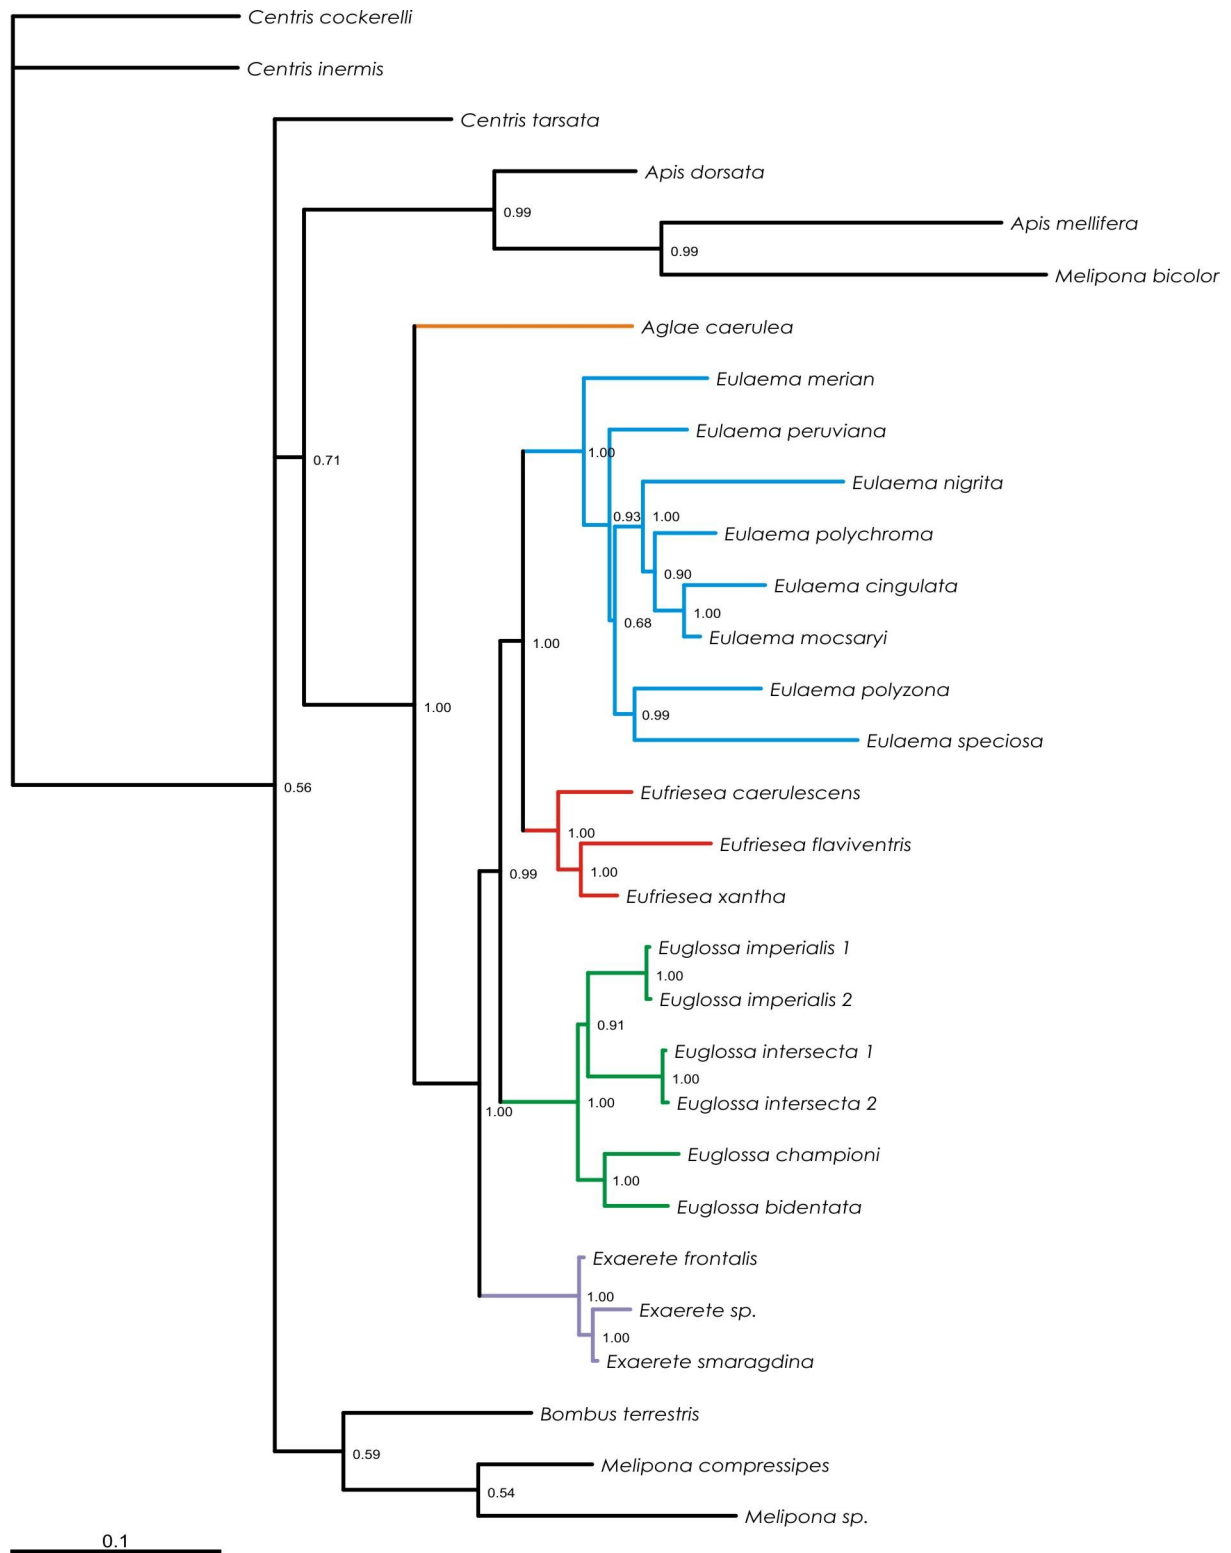 Centris cockerelli
Centris inermis
Centris tarsata
Apis dorsata
0.99
Apis mellifera
0.99
Melipona bicolor
Aglae caerulea
Eulaema merian
Eulaema peruviana
1.00
0.71
Eulaema nigrita
0.93
1.00
Eulaema polychroma
0.90
Eulaema cingulata
1.00
0.68
Eulaema mocsaryi
1.00
Eulaema polyzona
1.00
0.99
Eulaema speciosa
0.56
Eufriesea caerulescens
1.00
Eufriesea flaviventris
0.99
1.00
Eufriesea xantha
Euglossa imperialis 1
1.00
Euglossa imperialis 2
0.91
Euglossa intersecta 1
1.00
Euglossa intersecta 2
1.00
1.00
Euglossa championi
1.00
Euglossa bidentata
Exaerete frontalis
1.00
Exaerete sp.
1.00
Exaerete smaragdina
Bombus terrestris
0.59
Melipona compressipes
0.54
Melipona sp.
0.1